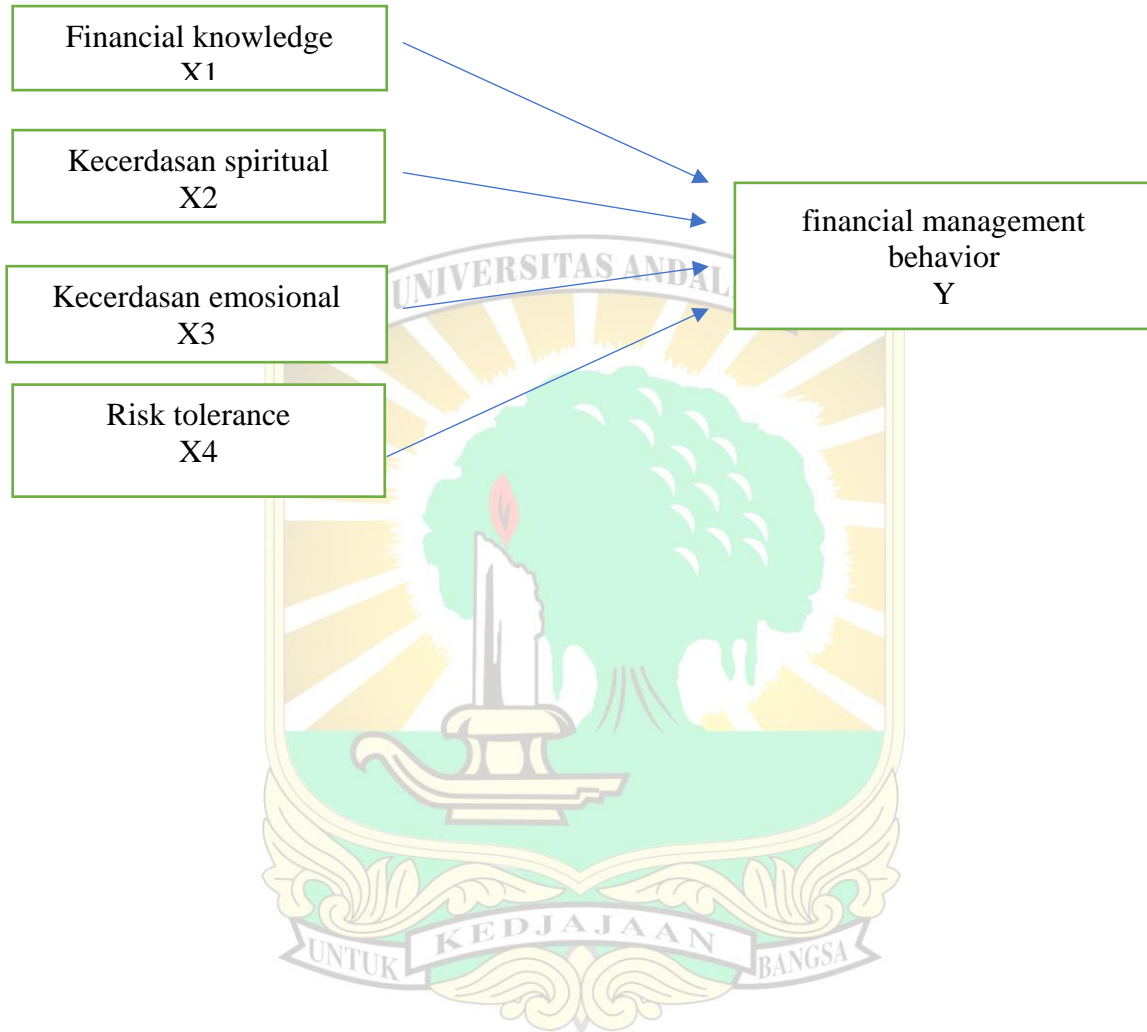 Financial knowledge
X1
Kecerdasan spiritual
X2
Kecerdasan emosional
X3
Risk tolerance
X4
financial management
behavior
Y
UNIVERSITAS ANDAL
UNTUK KEDJAJAAN BANGSA